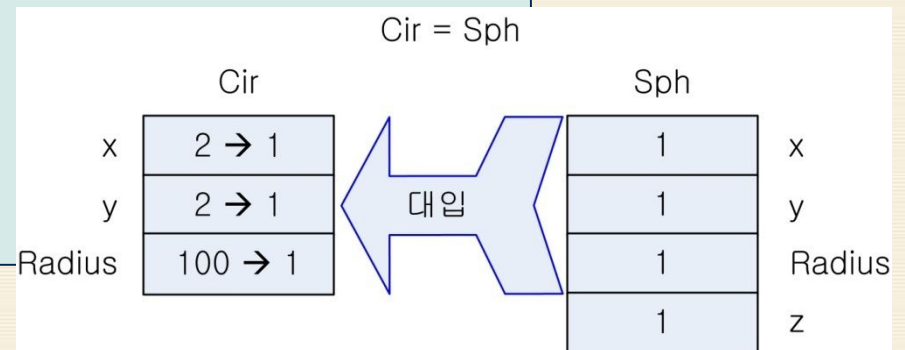 Cir = Sph
Cir Sph
x 2 → 1 1 x
y 2 → 1 대입 1 y
Radius 100 → 1 1 Radius
1 z